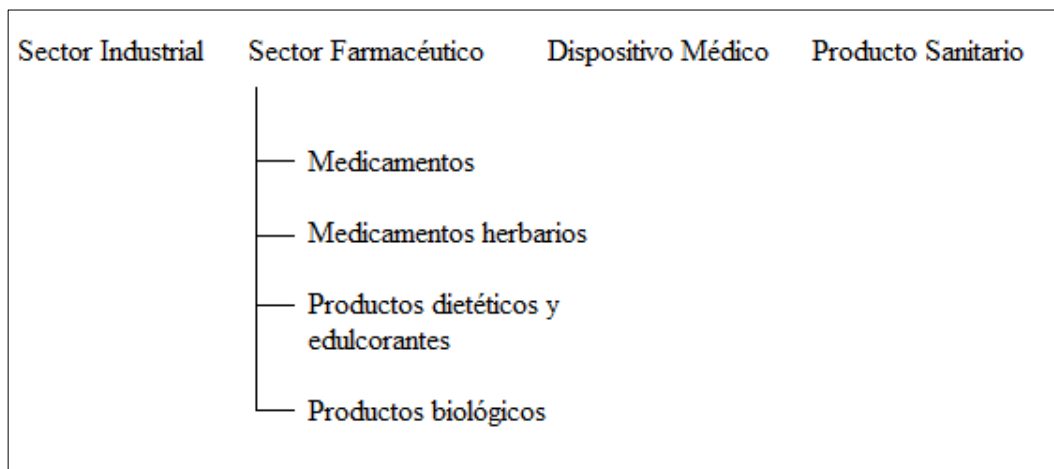 Sector Industrial Sector Farmacéutico Dispositivo Médico Producto Sanitario
Medicamentos
Medicamentos herbarios
Productos dietéticos y
edulcorantes
Productos biológicos